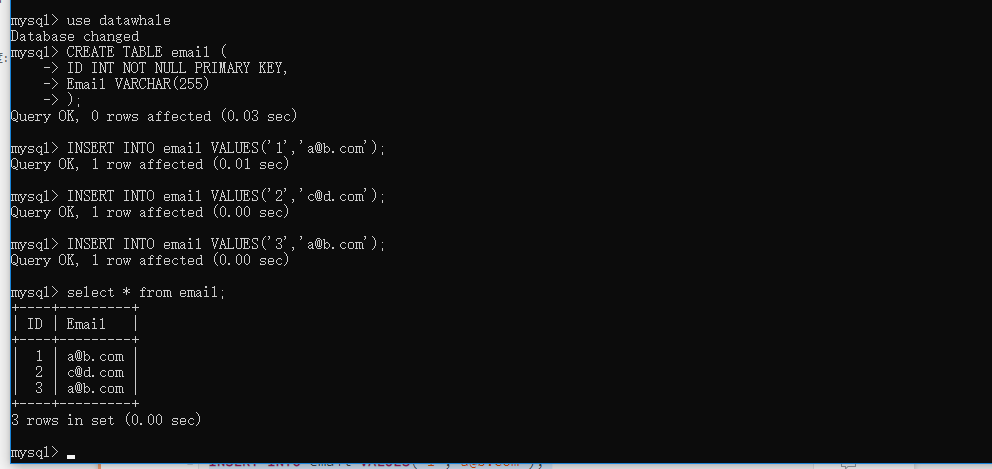 mysql> use datawhale
Database changed
mysql> CREATE TABLE email (
    -> ID INT NOT NULL PRIMARY KEY,
    -> Email VARCHAR(255)
    -> );
Query OK, 0 rows affected (0.03 sec)
mysql> INSERT INTO email VALUES('1','a@b.com');
Query OK, 1 row affected (0.01 sec)
mysql> INSERT INTO email VALUES('2','c@d.com');
Query OK, 1 row affected (0.00 sec)
mysql> INSERT INTO email VALUES('3','a@b.com');
Query OK, 1 row affected (0.00 sec)
mysql> select * from email;
+----+---------+
| ID | Email   |
+----+---------+
|  1 | a@b.com |
|  2 | c@d.com |
|  3 | a@b.com |
+----+---------+
3 rows in set (0.00 sec)
mysql>